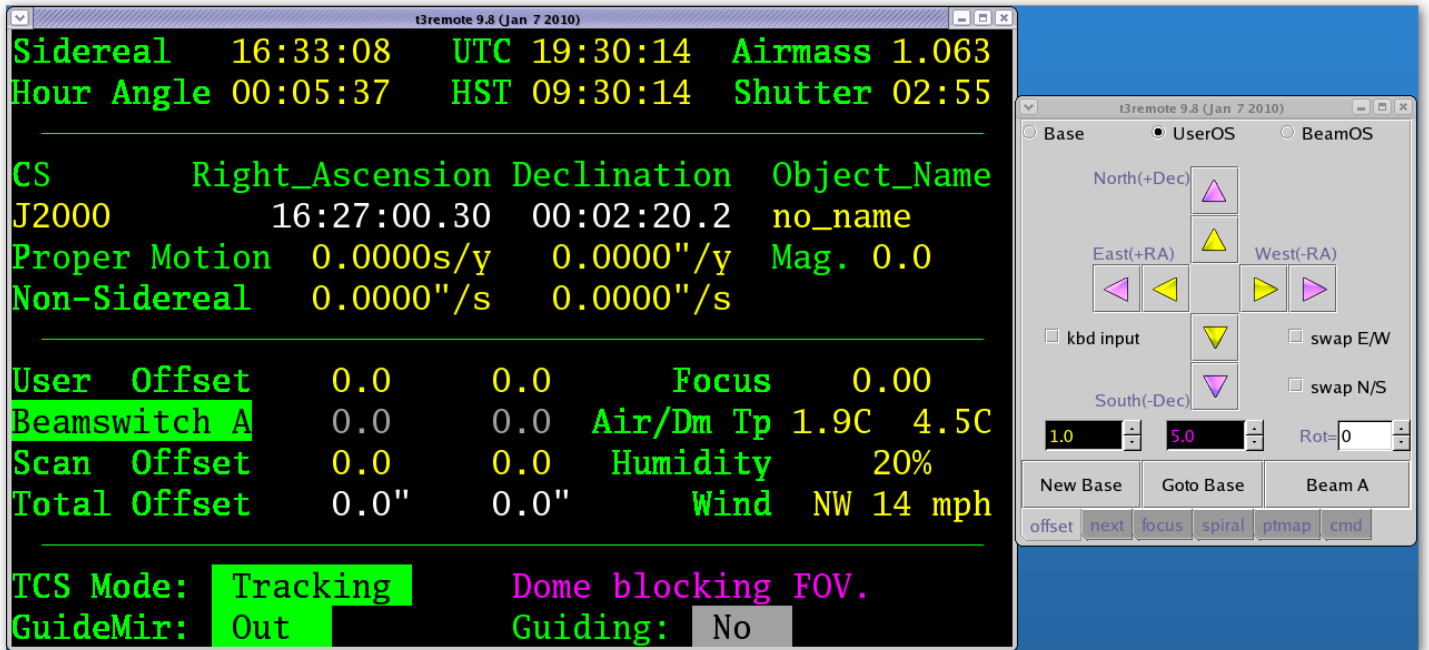 t3remote 9.8 (Jan 7 2010)
Sidereal 16:33:08 UTC 19:30:14 Airmass 1.063
Hour Angle 00:05:37 HST 09:30:14 Shutter 02:55
CS Right_Ascension Declination Object_Name
J2000 16:27:00.30 00:02:20.2 no_name
Proper Motion 0.0000s/y 0.0000"/y Mag. 0.0
Non-Sidereal 0.0000"/s 0.0000"/s
User Offset 0.0 0.0 Focus 0.00
Beamswitch A 0.0 0.0 Air/Dm Tp 1.9C 4.5C
Scan Offset 0.0 0.0 Humidity 20%
Total Offset 0.0" 0.0" Wind NW 14 mph
TCS Mode: Tracking Dome blocking FOV.
GuideMir: Out Guiding: No
t3remote 9.8 (Jan 7 2010)
Base UserOS BeamOS
North(+Dec)
East(+RA) West(-RA)
kbd input swap E/W
swap N/S
South(-Dec)
1.0 5.0 Rot= 0
New Base Goto Base Beam A
offset next focus spiral ptmap cmd